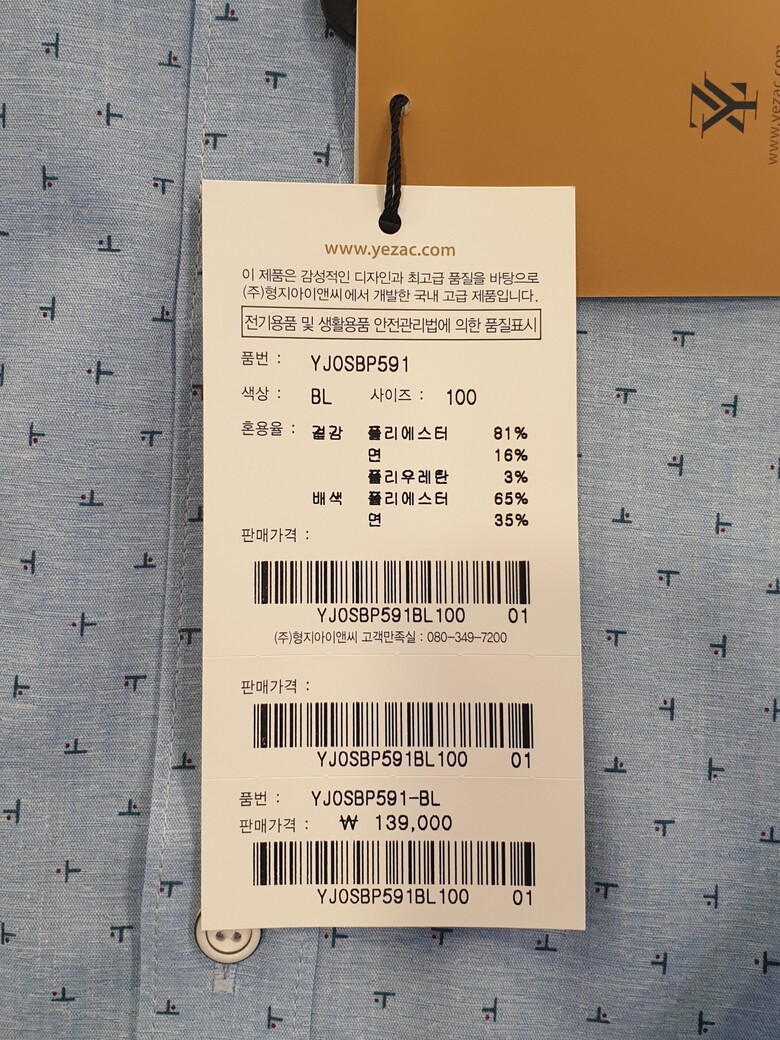 www.yezac.com
YZ
www.yezac.com
이 제품은 감성적인 디자인과 최고급 품질을 바탕으로
(주)형지아이앤씨에서 개발한 국내 고급 제품입니다.
전기용품 및 생활용품 안전관리법에 의한 품질표시
품번 : YJOSBP591
색상 : BL 사이즈 : 100
혼용율 : 겉감 폴리에스터 81%
면 16%
폴리우레탄 3%
배색 폴리에스터 65%
면 35%
판매가격 :
YJOSBP591BL100 01
(주)형지아이앤씨 고객만족실 : 080-349-7200
판매가격 :
YJOSBP591BL100 01
품번 : YJOSBP591-BL
판매가격 : ₩ 139,000
YJOSBP591BL100 01